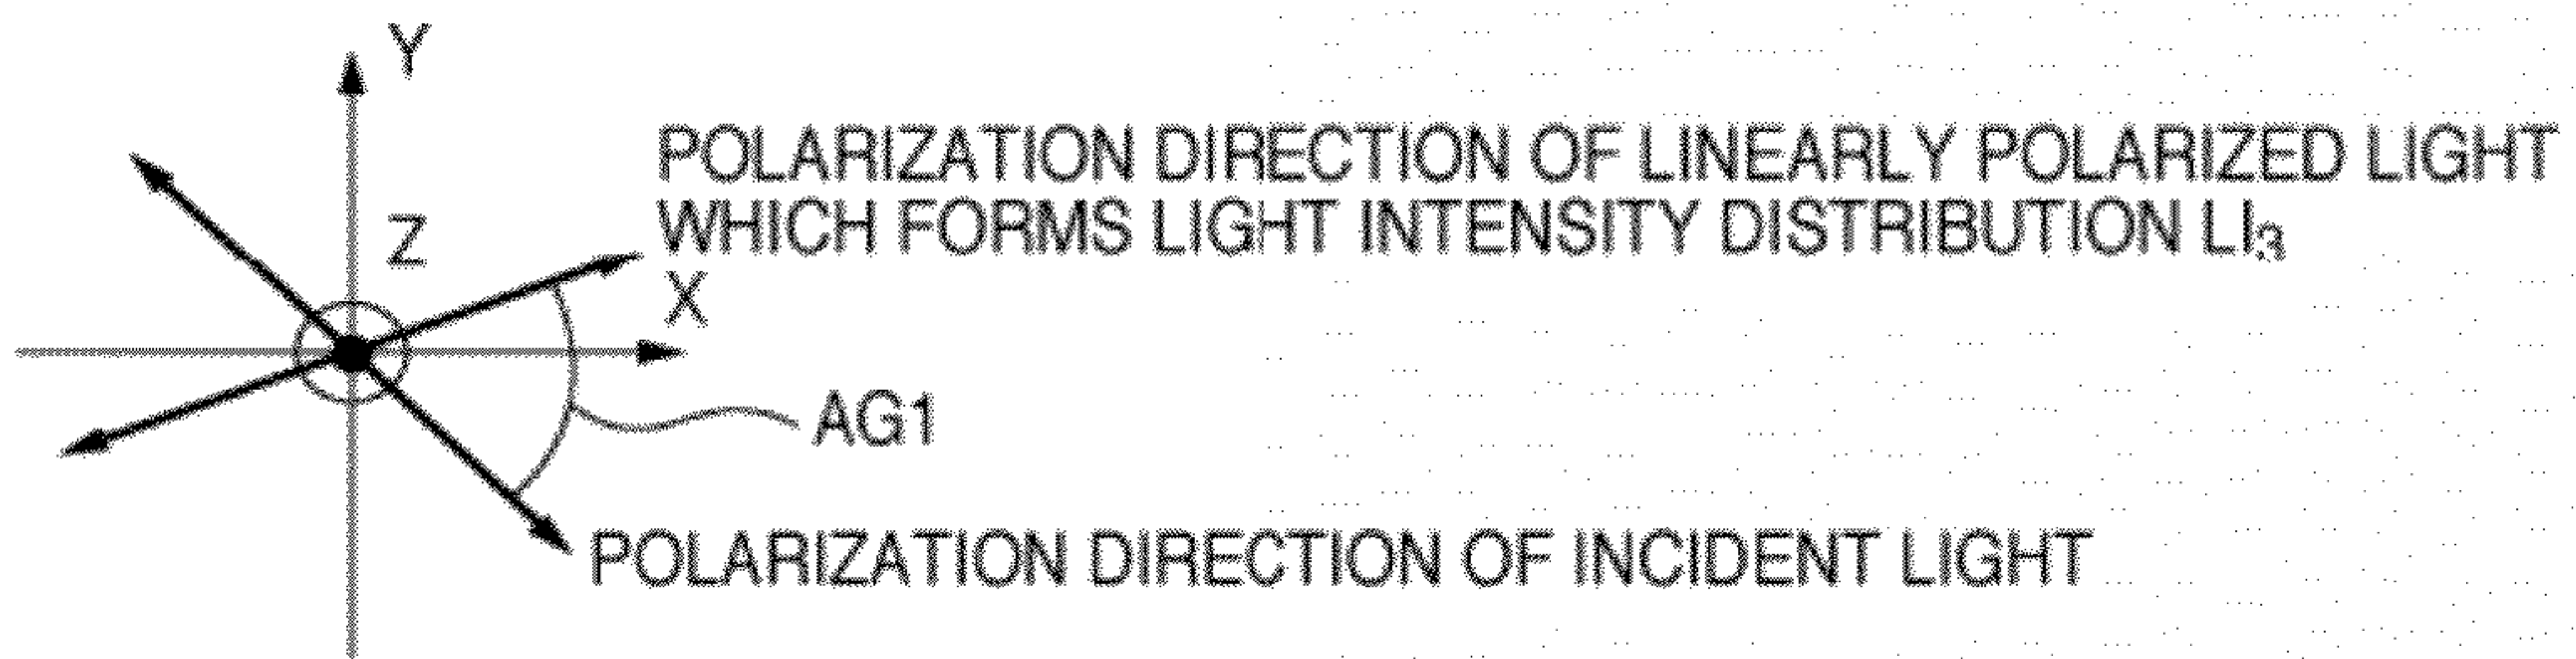 Y
POLARIZATION DIRECTION OF LINEARLY POLARIZED LIGHT
WHICH FORMS LIGHT INTENSITY DISTRIBUTION LI₃
Z
X
AG1
POLARIZATION DIRECTION OF INCIDENT LIGHT